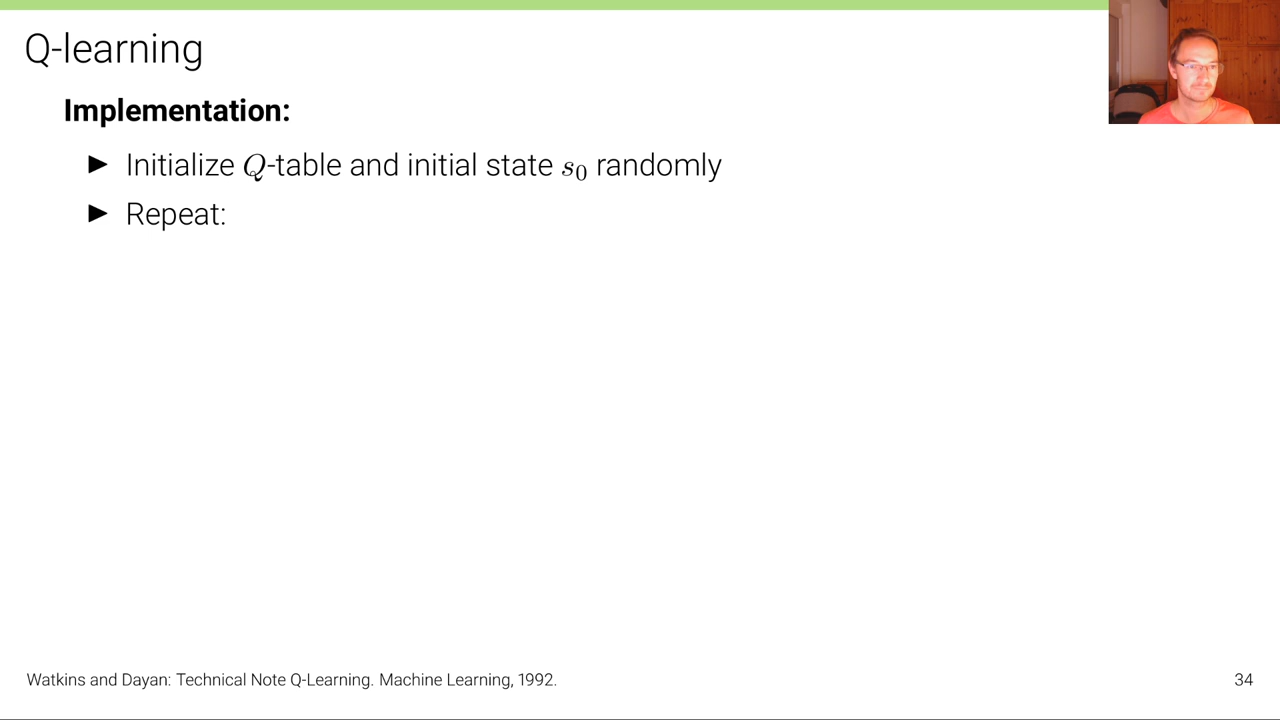 Q-learning
Implementation:
▶ Initialize Q-table and initial state s₀ randomly
▶ Repeat:
Watkins and Dayan: Technical Note Q-Learning. Machine Learning, 1992.
34